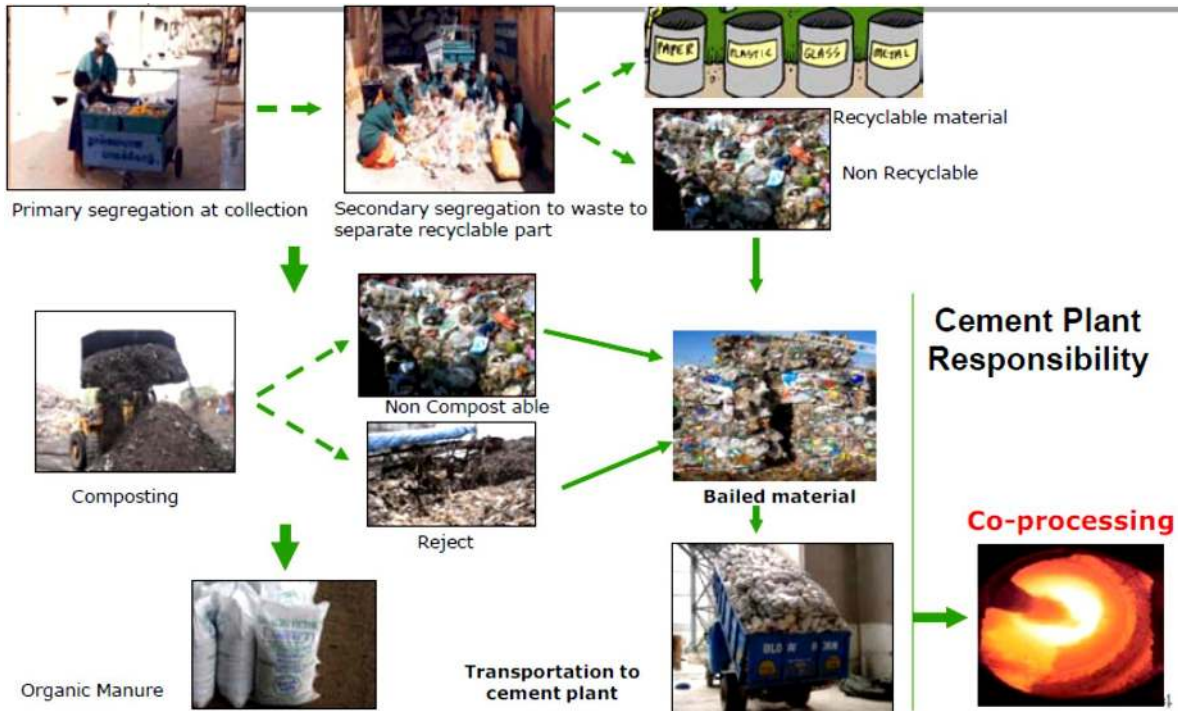 PAPER
PLASTIC
GLASS
METAL
Recyclable material
Non Recyclable
Primary segregation at collection
Secondary segregation to waste to
separate recyclable part
Cement Plant
Responsibility
Non Compost able
Composting
Reject
Bailed material
Co-processing
Organic Manure
Transportation to
cement plant
4